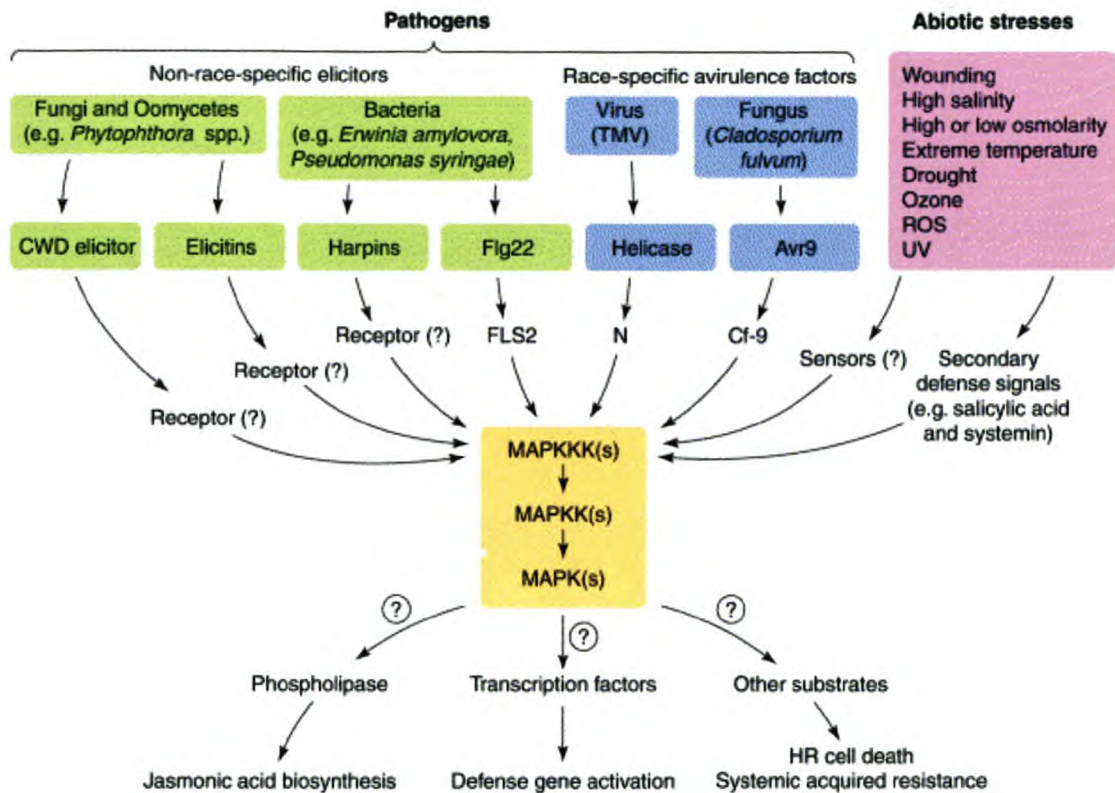 Pathogens
Abiotic stresses
Non-race-specific elicitors
Race-specific avirulence factors
Fungi and Oomycetes
(e.g. Phytophthora spp.)
Bacteria
(e.g. Erwinia amylovora,
Pseudomonas syringae)
Virus
(TMV)
Fungus
(Cladosporium
fulvum)
Wounding
High salinity
High or low osmolarity
Extreme temperature
Drought
Ozone
ROS
UV
CWD elicitor
Elicitins
Harpins
Flg22
Helicase
Avr9
Receptor (?)
FLS2
N
Cf-9
Receptor (?)
Sensors (?)
Receptor (?)
Secondary
defense signals
(e.g. salicylic acid
and systemin)
MAPKKK(s)
MAPKK(s)
MAPK(s)
?
?
?
Phospholipase
Transcription factors
Other substrates
Jasmonic acid biosynthesis
Defense gene activation
HR cell death
Systemic acquired resistance